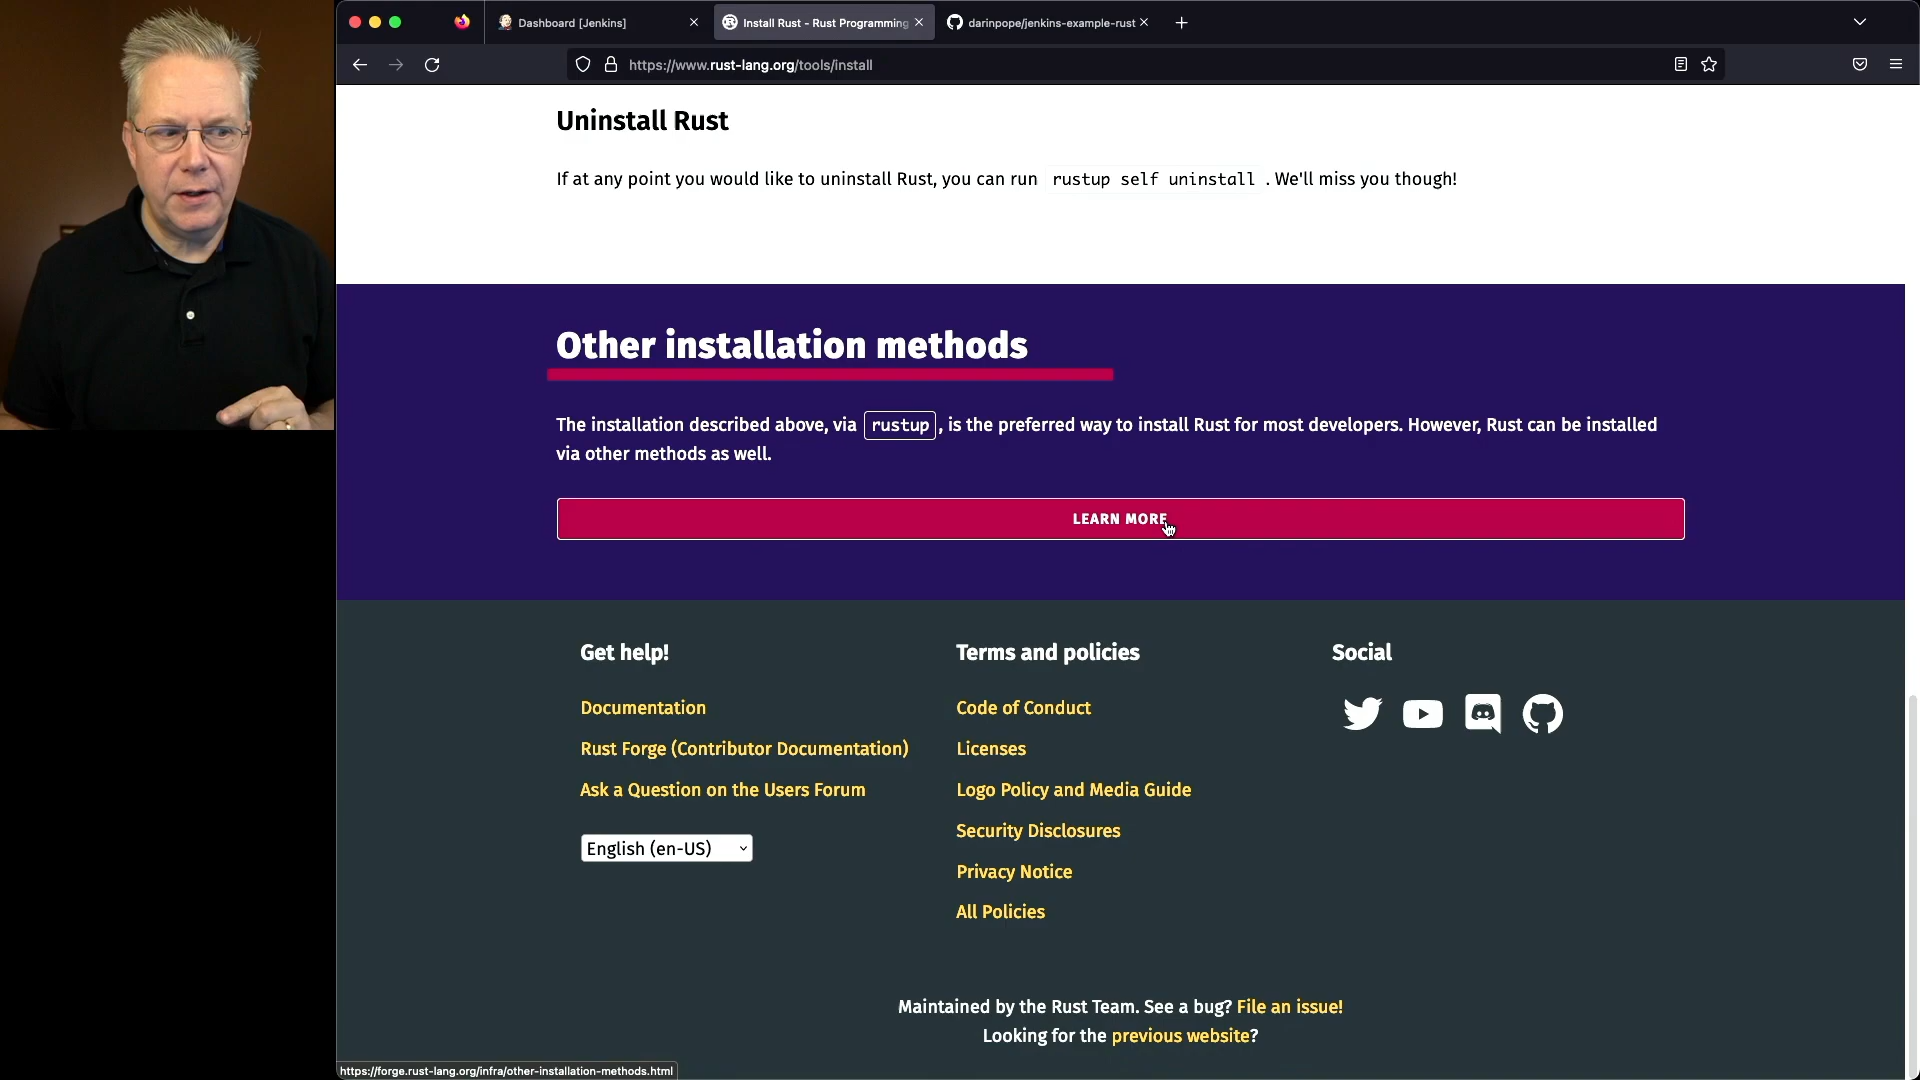 Dashboard [Jenkins]
Install Rust - Rust Programming
darinpope/jenkins-example-rust
https://www.rust-lang.org/tools/install
Uninstall Rust
If at any point you would like to uninstall Rust, you can run rustup self uninstall . We'll miss you though!
Other installation methods
The installation described above, via rustup, is the preferred way to install Rust for most developers. However, Rust can be installed
via other methods as well.
LEARN MORE
Get help!
Documentation
Rust Forge (Contributor Documentation)
Ask a Question on the Users Forum
English (en-US)
Terms and policies
Code of Conduct
Licenses
Logo Policy and Media Guide
Security Disclosures
Privacy Notice
All Policies
Social
Maintained by the Rust Team. See a bug? File an issue!
Looking for the previous website?
https://forge.rust-lang.org/infra/other-installation-methods.html